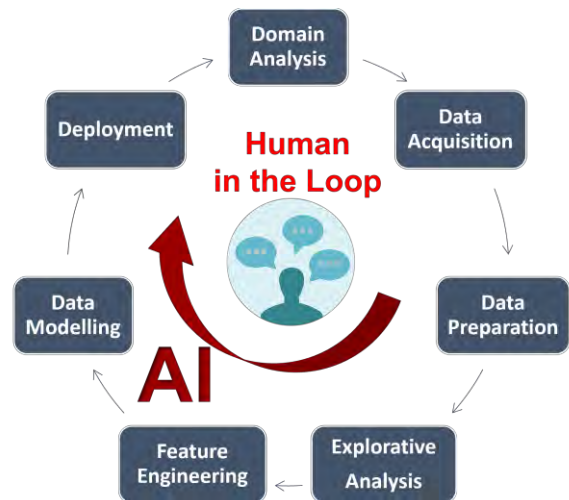 Domain
Analysis
Data
Acquisition
Data
Preparation
Explorative
Analysis
Feature
Engineering
Data
Modelling
Deployment
Human
in the Loop
AI